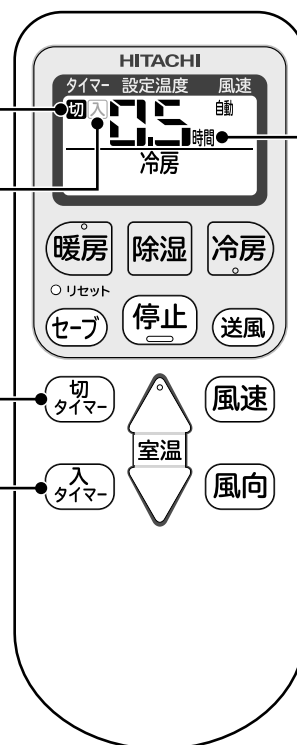 HITACHI
タイマー 設定温度 風速
切 入 0.5 時間 自動
冷房
暖房 除湿 冷房
リセット
セーブ 停止 送風
切
タイマー
風速
室温
入
タイマー
風向